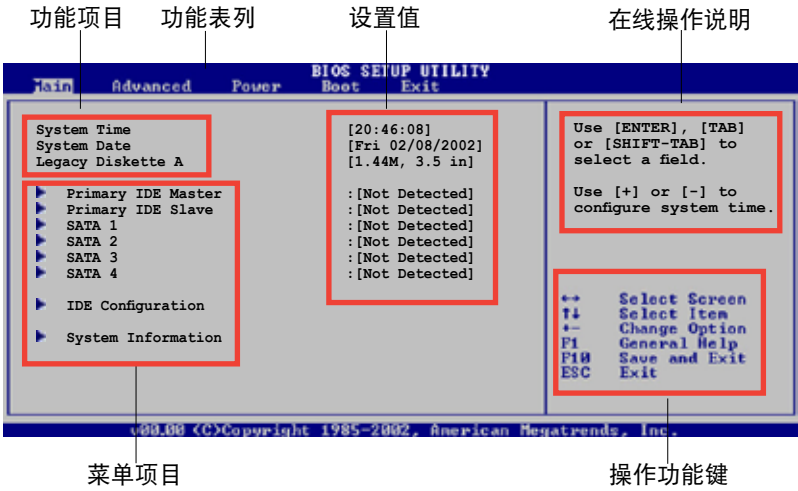 功能项目 功能表列 设置值 在线操作说明
BIOS SETUP UTILITY
Main Advanced Power Boot Exit
System Time [20:46:08]
System Date [Fri 02/08/2002]
Legacy Diskette A [1.44M, 3.5 in]
Primary IDE Master :[Not Detected]
Primary IDE Slave :[Not Detected]
SATA 1 :[Not Detected]
SATA 2 :[Not Detected]
SATA 3 :[Not Detected]
SATA 4 :[Not Detected]
IDE Configuration
System Information
Use [ENTER], [TAB]
or [SHIFT-TAB] to
select a field.
Use [+] or [-] to
configure system time.
↔ Select Screen
↑↓ Select Item
+- Change Option
F1 General Help
F10 Save and Exit
ESC Exit
v00.00 (C)Copyright 1985-2002, American Megatrends, Inc.
菜单项目 操作功能键